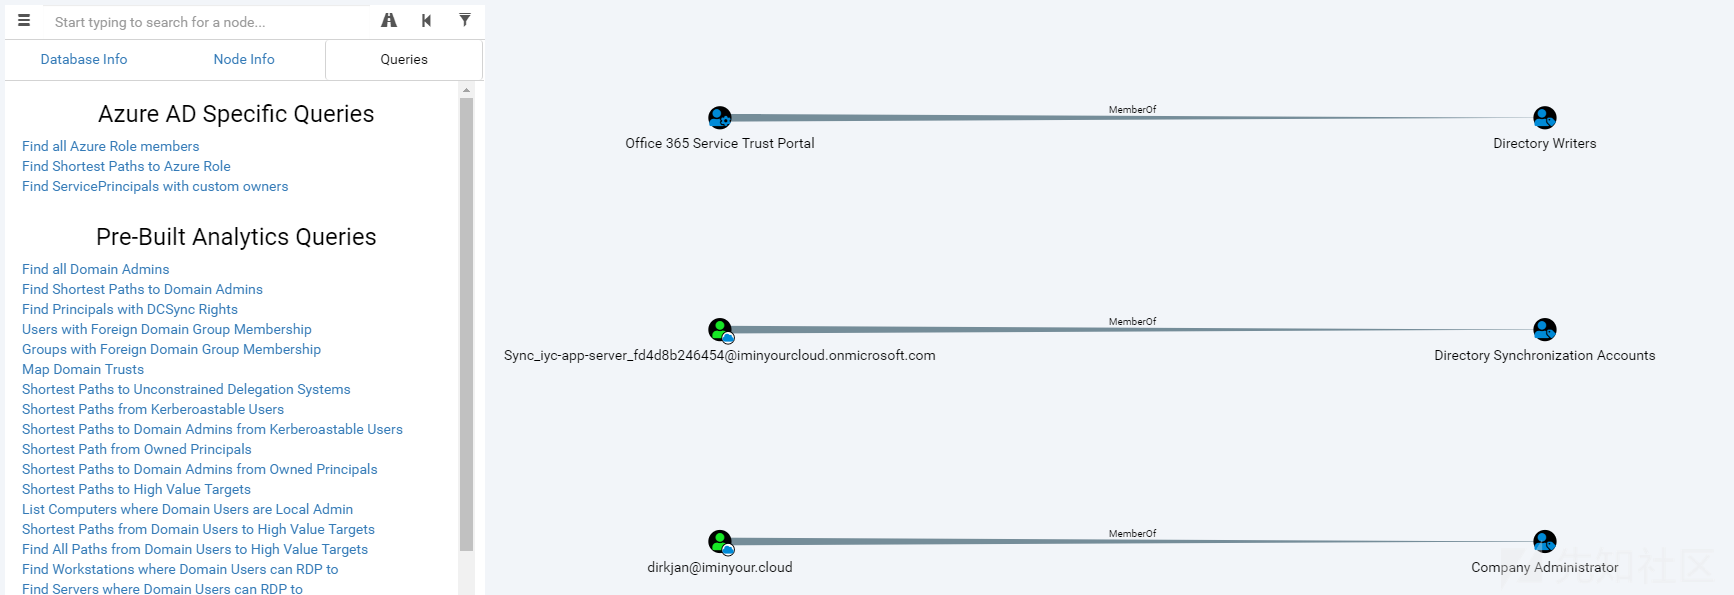 Start typing to search for a node...
Database Info
Node Info
Queries
Azure AD Specific Queries
Find all Azure Role members
Find Shortest Paths to Azure Role
Find ServicePrincipals with custom owners
Pre-Built Analytics Queries
Find all Domain Admins
Find Shortest Paths to Domain Admins
Find Principals with DCSync Rights
Users with Foreign Domain Group Membership
Groups with Foreign Domain Group Membership
Map Domain Trusts
Shortest Paths to Unconstrained Delegation Systems
Shortest Paths from Kerberoastable Users
Shortest Paths to Domain Admins from Kerberoastable Users
Shortest Path from Owned Principals
Shortest Paths to Domain Admins from Owned Principals
Shortest Paths to High Value Targets
List Computers where Domain Users are Local Admin
Shortest Paths from Domain Users to High Value Targets
Find All Paths from Domain Users to High Value Targets
Find Workstations where Domain Users can RDP to
Find Servers where Domain Users can RDP to
MemberOf
Office 365 Service Trust Portal
Directory Writers
MemberOf
Sync_iyc-app-server_fd4d8b246454@iminyourcloud.onmicrosoft.com
Directory Synchronization Accounts
MemberOf
dirkjan@iminyour.cloud
Company Administrator
先知社区